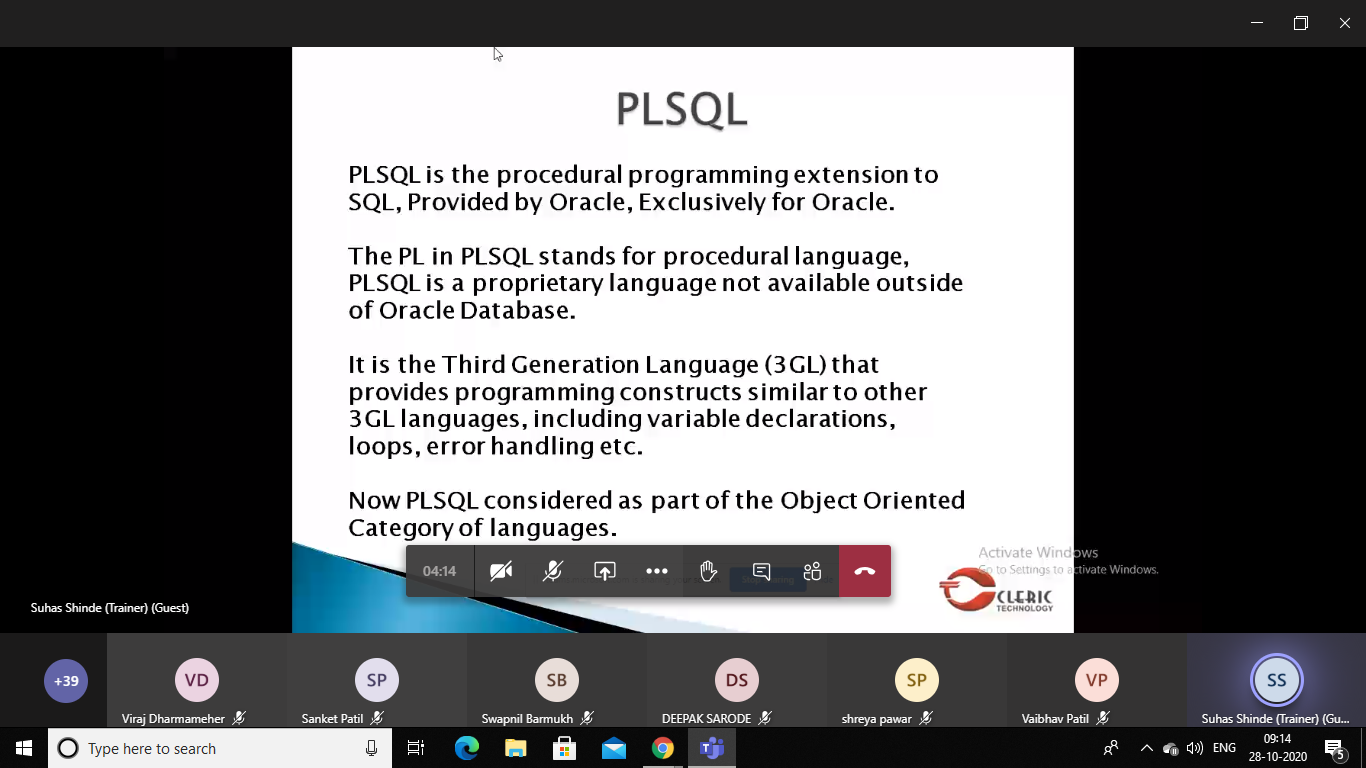 PLSQL
PLSQL is the procedural programming extension to
SQL, Provided by Oracle, Exclusively for Oracle.
The PL in PLSQL stands for procedural language,
PLSQL is a proprietary language not available outside
of Oracle Database.
It is the Third Generation Language (3GL) that
provides programming constructs similar to other
3GL languages, including variable declarations,
loops, error handling etc.
Now PLSQL considered as part of the Object Oriented
Category of languages.
Activate Windows
Go to Settings to activate Windows.
04:14
Stop sharing
CLERIC
TECHNOLOGY
Suhas Shinde (Trainer) (Guest)
+39
VD
SP
SB
DS
SP
VP
SS
Viraj Dharmameher
Sanket Patil
Swapnil Barmukh
DEEPAK SARODE
shreya pawar
Vaibhav Patil
Suhas Shinde (Trainer) (Gu...
Type here to search
ENG
09:14
28-10-2020
5